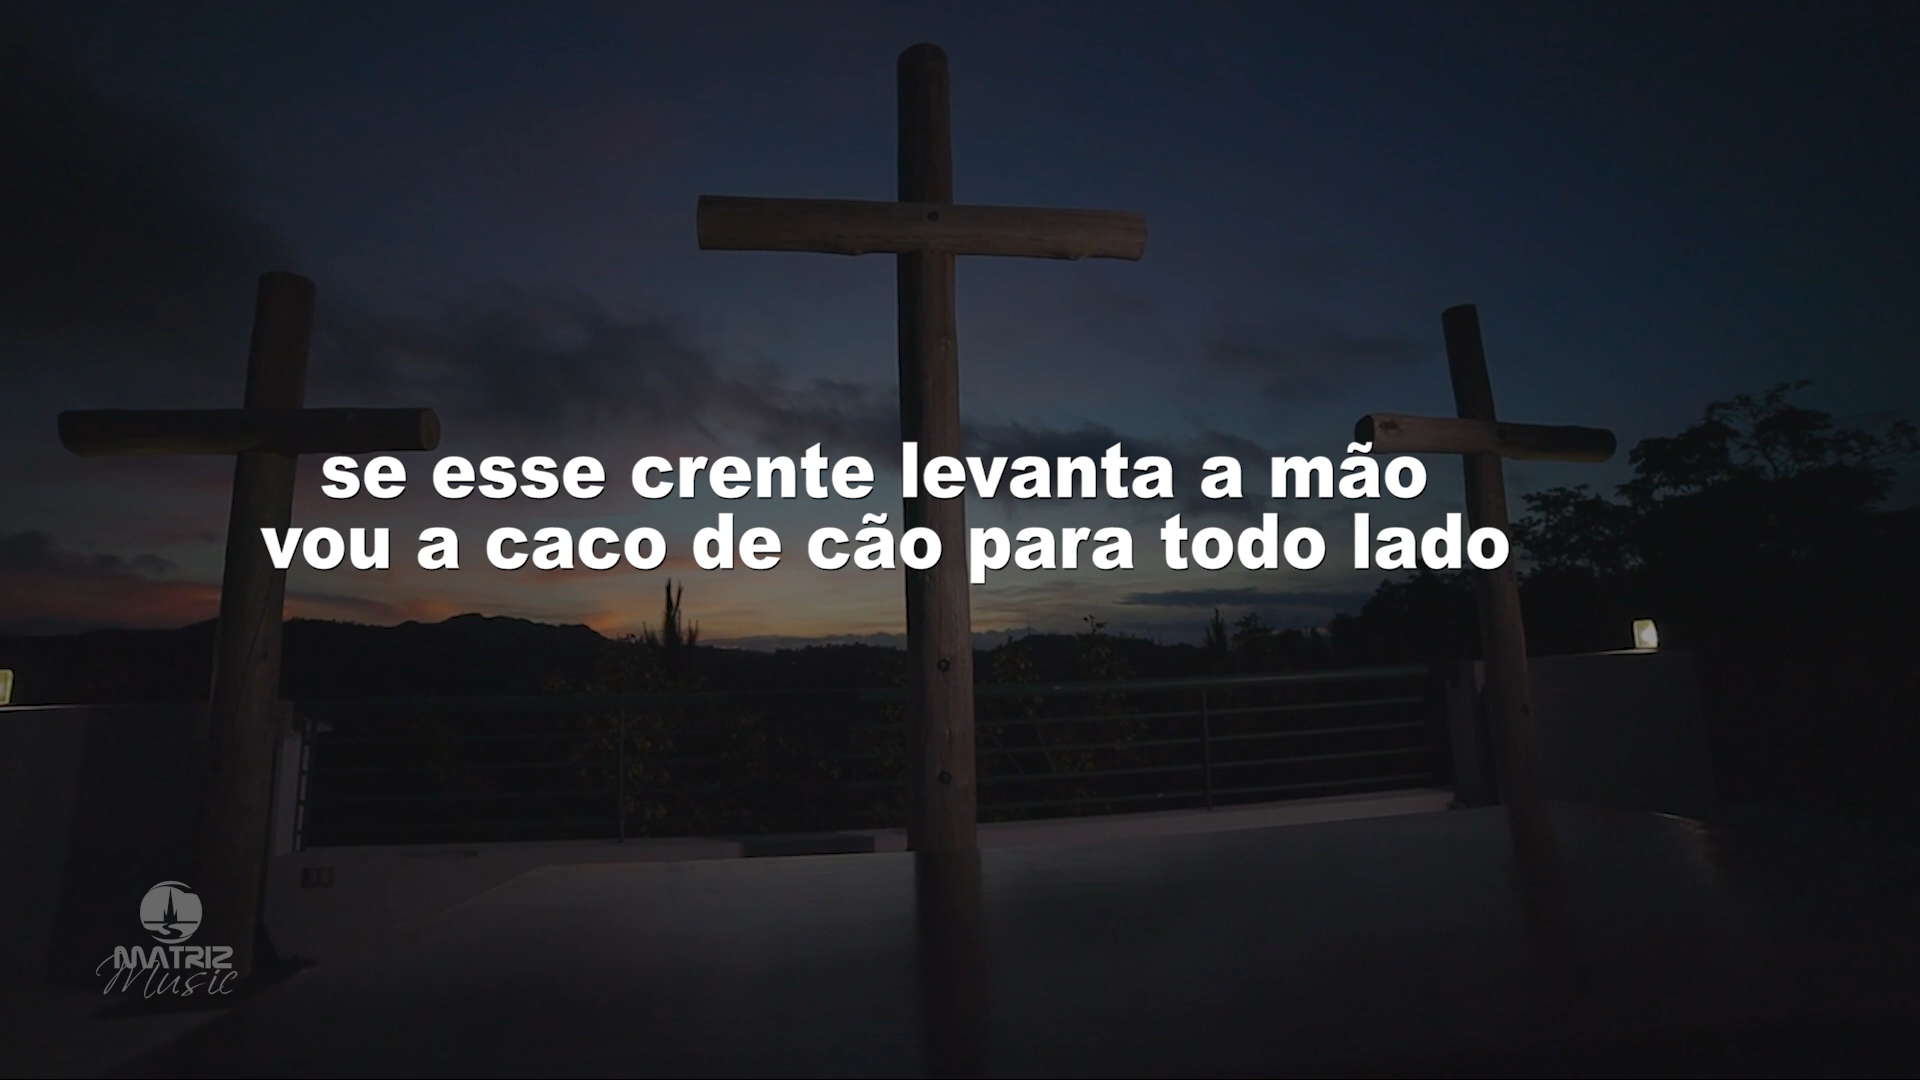 se esse crente levanta a mão
vou a caco de cão para todo lado
MATRIZ
Music